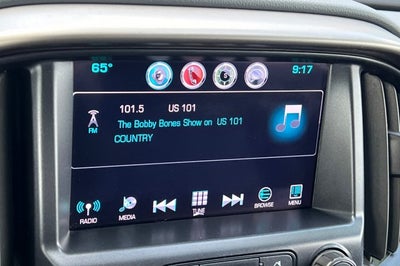 65° 9:17
101.5 US 101
FM
The Bobby Bones Show on US 101
COUNTRY
RADIO MEDIA TUNE BROWSE MENU